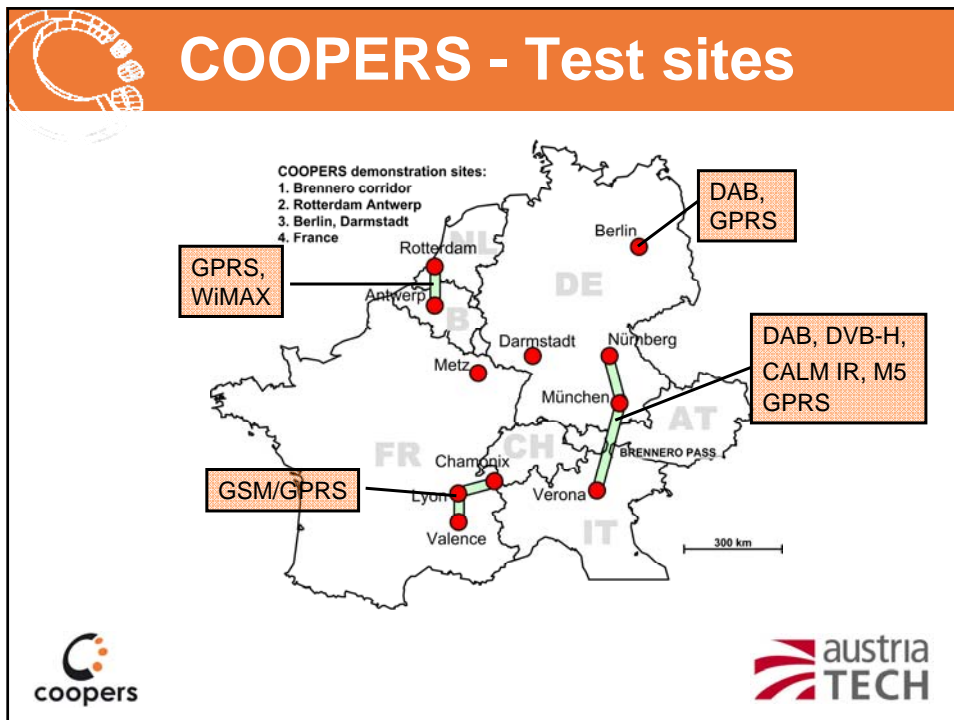 COOPERS - Test sites
COOPERS demonstration sites:
1. Brennero corridor
2. Rotterdam Antwerp
3. Berlin, Darmstadt
4. France
DAB,
GPRS
Berlin
NL
Rotterdam
GPRS,
WiMAX
DE
Antwerp
B
DAB, DVB-H,
CALM IR, M5
GPRS
Darmstadt
Nürnberg
Metz
München
AT
FR
CH
BRENNERO PASS
Chamonix
GSM/GPRS
Lyon
Verona
Valence
IT
300 km
coopers
austria
TECH